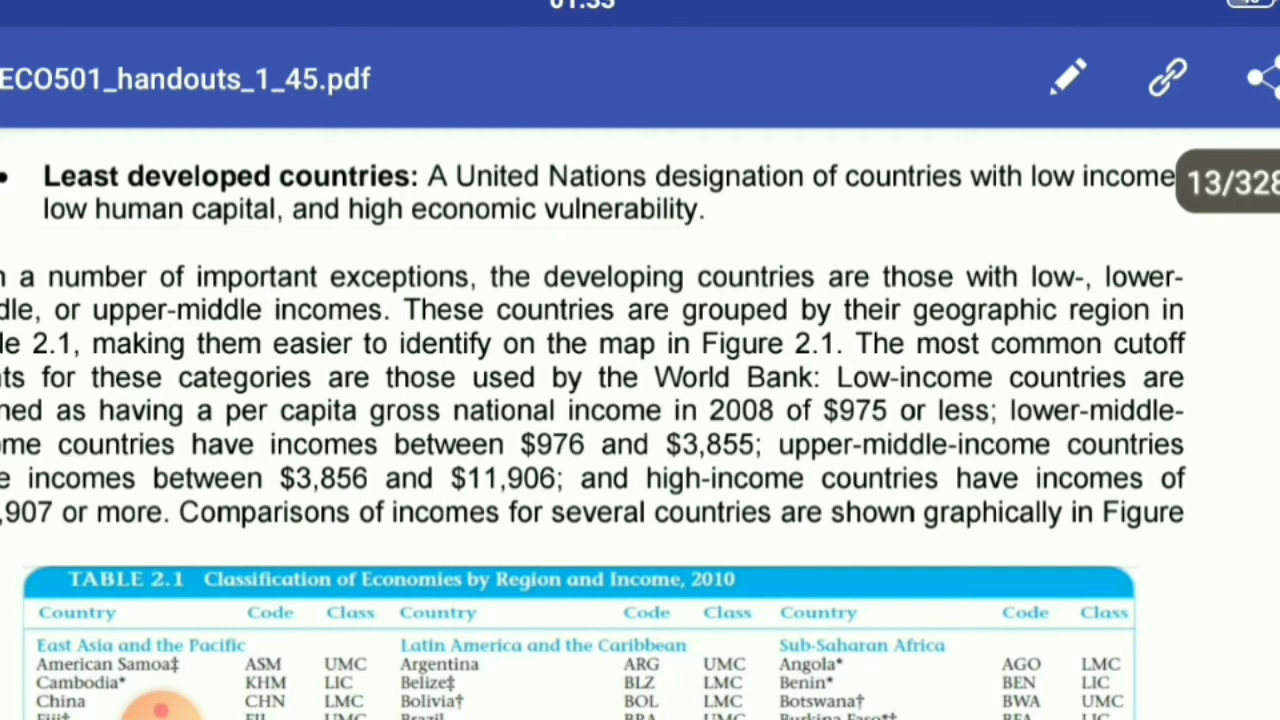 01:33
ECO501_handouts_1_45.pdf
• Least developed countries: A United Nations designation of countries with low income
13/328
low human capital, and high economic vulnerability.
a number of important exceptions, the developing countries are those with low-, lower-
dle, or upper-middle incomes. These countries are grouped by their geographic region in
le 2.1, making them easier to identify on the map in Figure 2.1. The most common cutoff
ts for these categories are those used by the World Bank: Low-income countries are
ned as having a per capita gross national income in 2008 of $975 or less; lower-middle-
me countries have incomes between $976 and $3,855; upper-middle-income countries
e incomes between $3,856 and $11,906; and high-income countries have incomes of
,907 or more. Comparisons of incomes for several countries are shown graphically in Figure
TABLE 2.1 Classification of Economies by Region and Income, 2010
Country Code Class Country Code Class Country Code Class
East Asia and the Pacific Latin America and the Caribbean Sub-Saharan Africa
American Samoa‡ ASM UMC Argentina ARG UMC Angola* AGO LMC
Cambodia* KHM LIC Belize‡ BLZ LMC Benin* BEN LIC
China CHN LMC Bolivia† BOL LMC Botswana† BWA UMC